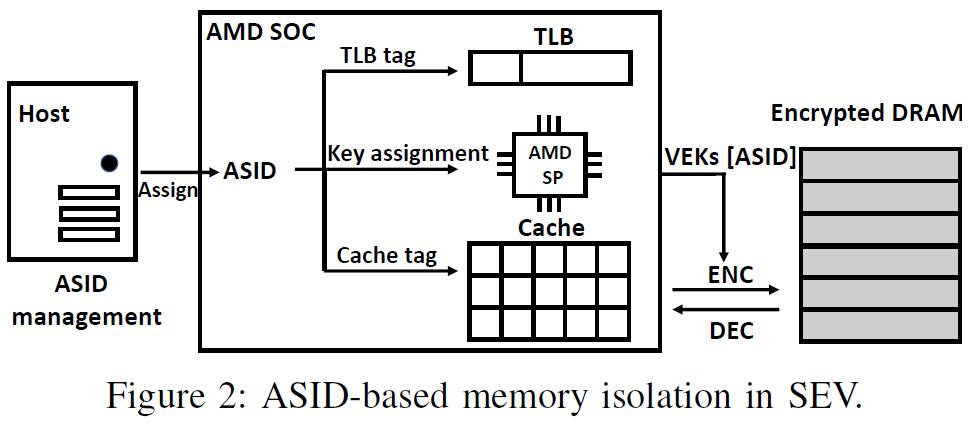 AMD SOC
TLB
TLB tag
Host
Encrypted DRAM
Key assignment
AMD
SP
VEKs [ASID]
ASID
Assign
Cache
Cache tag
ENC
ASID
management
DEC
Figure 2: ASID-based memory isolation in SEV.